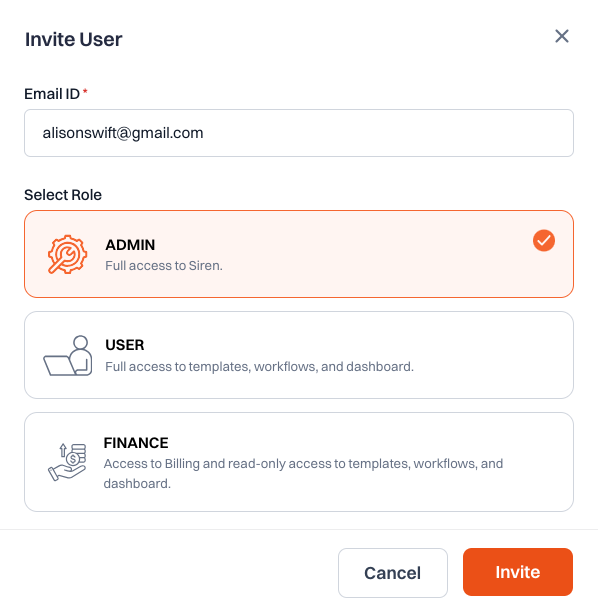 Invite User
Email ID *
alisonswift@gmail.com
Select Role
ADMIN
Full access to Siren.
USER
Full access to templates, workflows, and dashboard.
FINANCE
Access to Billing and read-only access to templates, workflows, and
dashboard.
Cancel
Invite